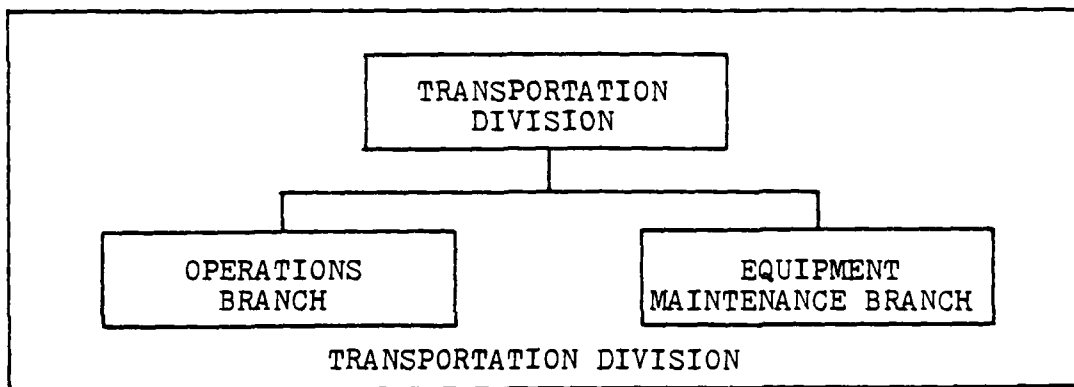 TRANSPORTATION
DIVISION
OPERATIONS
BRANCH
EQUIPMENT
MAINTENANCE BRANCH
TRANSPORTATION DIVISION